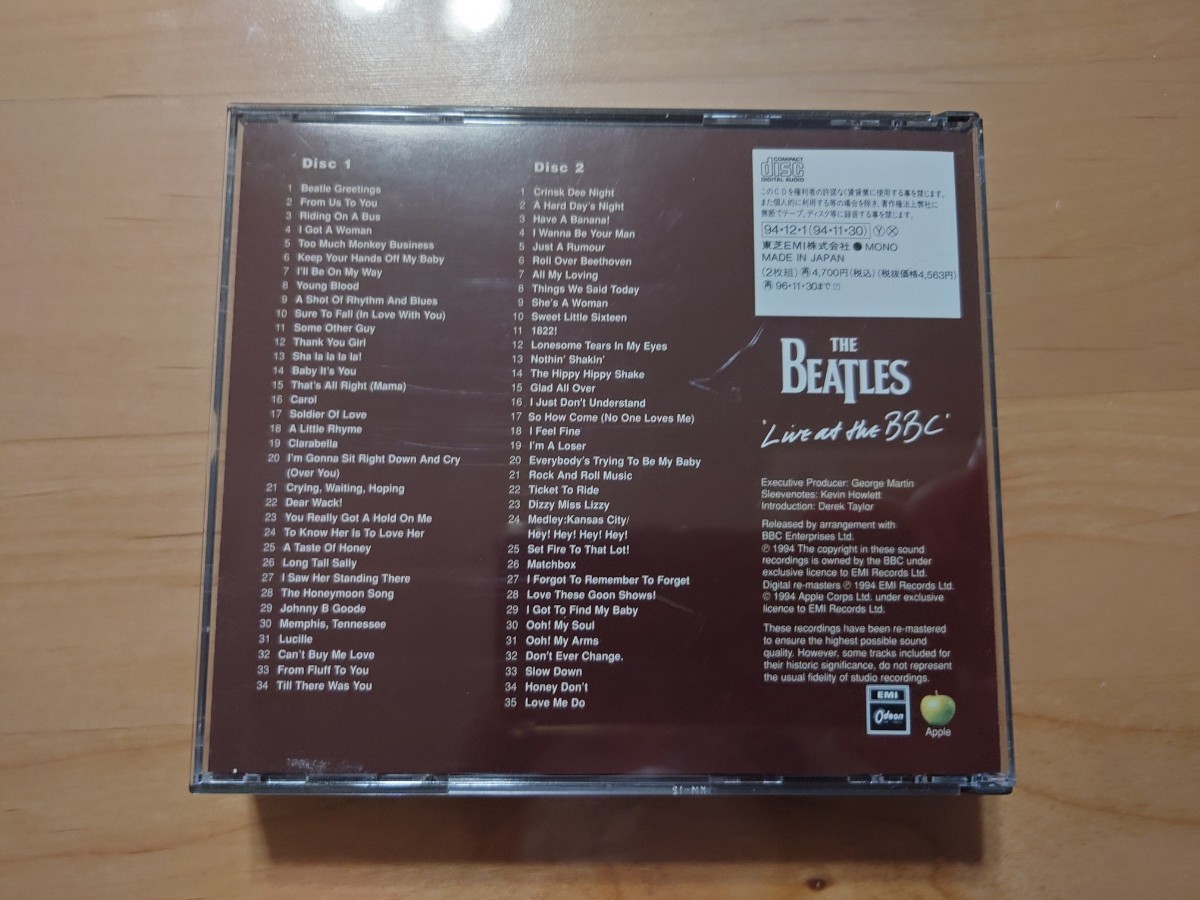 Disc 1
1 Beatle Greetings
2 From Us To You
3 Riding On A Bus
4 I Got A Woman
5 Too Much Monkey Business
6 Keep Your Hands Off My Baby
7 I'll Be On My Way
8 Young Blood
9 A Shot Of Rhythm And Blues
10 Sure To Fall (In Love With You)
11 Some Other Guy
12 Thank You Girl
13 Sha la la la la!
14 Baby It's You
15 That's All Right (Mama)
16 Carol
17 Soldier Of Love
18 A Little Rhyme
19 Clarabella
20 I'm Gonna Sit Right Down And Cry
(Over You)
21 Crying, Waiting, Hoping
22 Dear Wack!
23 You Really Got A Hold On Me
24 To Know Her Is To Love Her
25 A Taste Of Honey
26 Long Tall Sally
27 I Saw Her Standing There
28 The Honeymoon Song
29 Johnny B Goode
30 Memphis, Tennessee
31 Lucille
32 Can't Buy Me Love
33 From Fluff To You
34 Till There Was You
Disc 2
1 Crinsk Dee Night
2 A Hard Day's Night
3 Have A Banana!
4 I Wanna Be Your Man
5 Just A Rumour
6 Roll Over Beethoven
7 All My Loving
8 Things We Said Today
9 She's A Woman
10 Sweet Little Sixteen
11 1822!
12 Lonesome Tears In My Eyes
13 Nothin' Shakin'
14 The Hippy Hippy Shake
15 Glad All Over
16 I Just Don't Understand
17 So How Come (No One Loves Me)
18 I Feel Fine
19 I'm A Loser
20 Everybody's Trying To Be My Baby
21 Rock And Roll Music
22 Ticket To Ride
23 Dizzy Miss Lizzy
24 Medley:Kansas City/
Hey! Hey! Hey! Hey!
25 Set Fire To That Lot!
26 Matchbox
27 I Forgot To Remember To Forget
28 Love These Goon Shows!
29 I Got To Find My Baby
30 Ooh! My Soul
31 Ooh! My Arms
32 Don't Ever Change.
33 Slow Down
34 Honey Don't
35 Love Me Do
COMPACT
disc
DIGITAL AUDIO
このCDを権利者の許諾なく賃貸業に使用する事を禁じます。
また個人的に利用する等の場合を除き、著作権法上弊社に
無断でテープ、ディスク等に録音する事を禁じます。
94・12・1(94・11・30) Ⓨ Ⓧ
東芝EMI株式会社 MONO
MADE IN JAPAN
(2枚組) 再 4,700円(税込) (税抜価格4,563円)
再 96・11・30まで
THE
BEATLES
'Live at the BBC'
Executive Producer: George Martin
Sleevenotes: Kevin Howlett
Introduction: Derek Taylor
Released by arrangement with
BBC Enterprises Ltd.
℗ 1994 The copyright in these sound
recordings is owned by the BBC under
exclusive licence to EMI Records Ltd.
Digital re-masters ℗ 1994 EMI Records Ltd.
© 1994 Apple Corps Ltd. under exclusive
licence to EMI Records Ltd.
These recordings have been re-mastered
to ensure the highest possible sound
quality. However, some tracks included for
their historic significance, do not represent
the usual fidelity of studio recordings.
EMI
Odeon
Apple